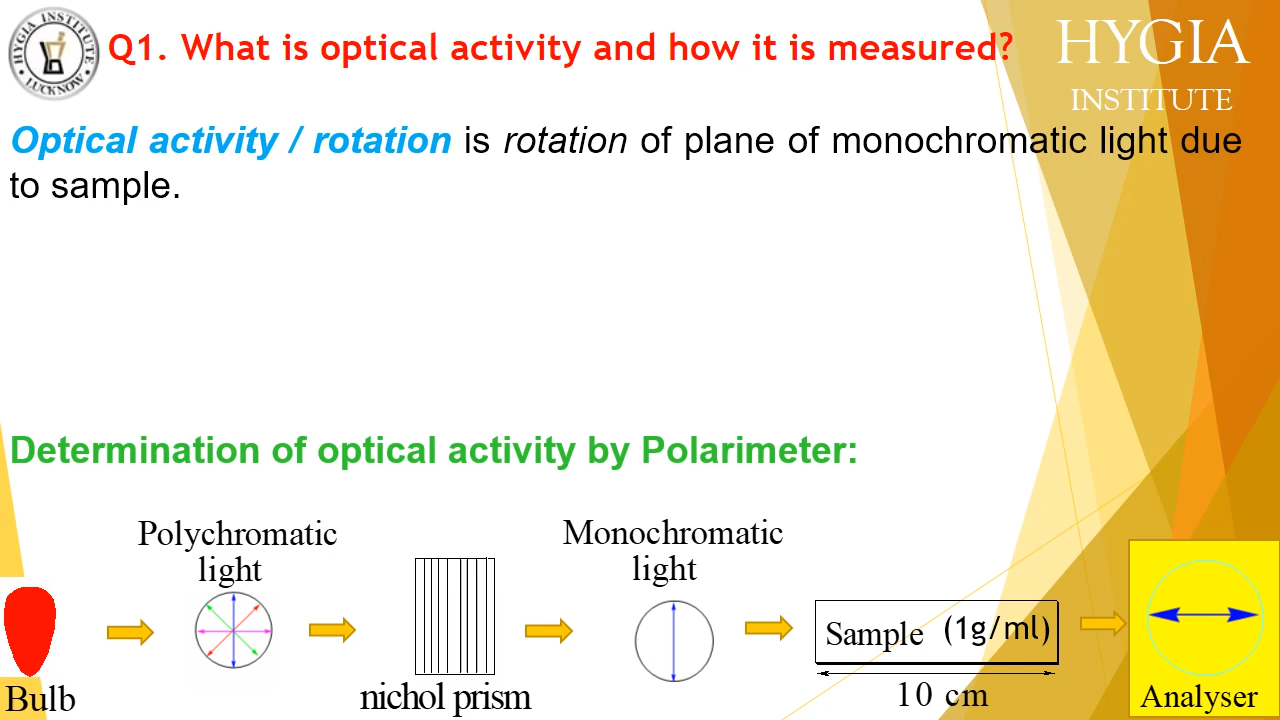 HYGIA INSTITUTE
LUCKNOW
Q1. What is optical activity and how it is measured?
HYGIA
INSTITUTE
Optical activity / rotation is rotation of plane of monochromatic light due
to sample.
Determination of optical activity by Polarimeter:
Polychromatic
light
Monochromatic
light
Sample (1g/ml)
Bulb
nichol prism
10 cm
Analyser